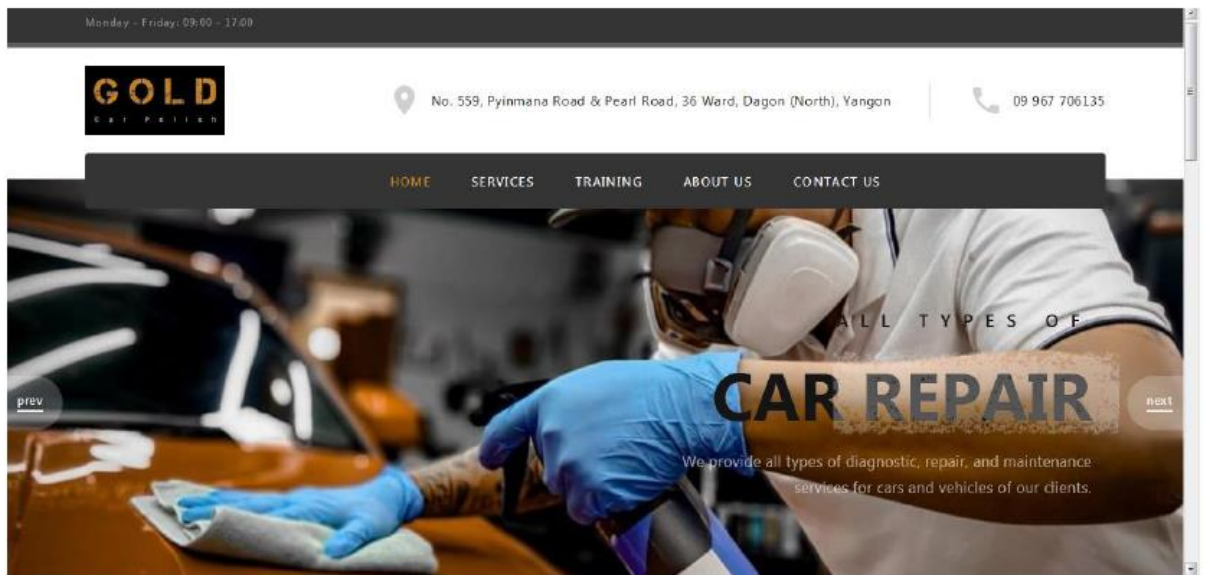 Monday - Friday: 09:00 - 17:00
GOLD
Car Polish
No. 559, Pyinmana Road & Pearl Road, 36 Ward, Dagon (North), Yangon
09 967 706135
HOME SERVICES TRAINING ABOUT US CONTACT US
ALL TYPES OF
CAR REPAIR
prev
next
We provide all types of diagnostic, repair, and maintenance
services for cars and vehicles of our clients.